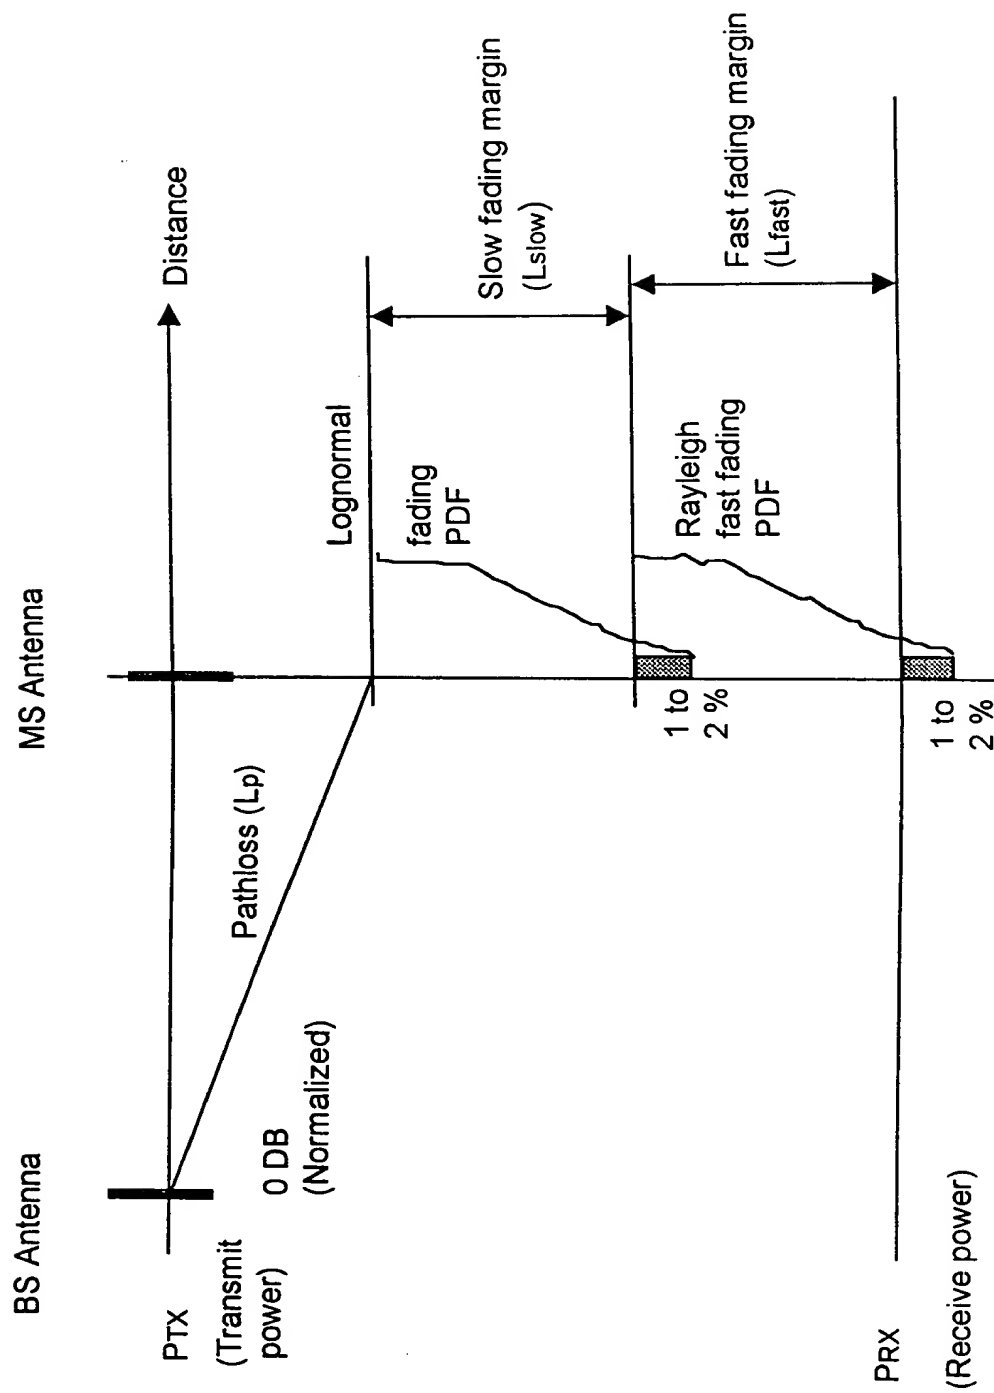 BS Antenna
MS Antenna
PTX
(Transmit
power)
0 DB
(Normalized)
Pathloss (Lp)
Distance
Lognormal
fading
PDF
Slow fading margin
(Lslow)
1 to
2 %
Rayleigh
fast fading
PDF
Fast fading margin
(Lfast)
1 to
2 %
PRX
(Receive power)